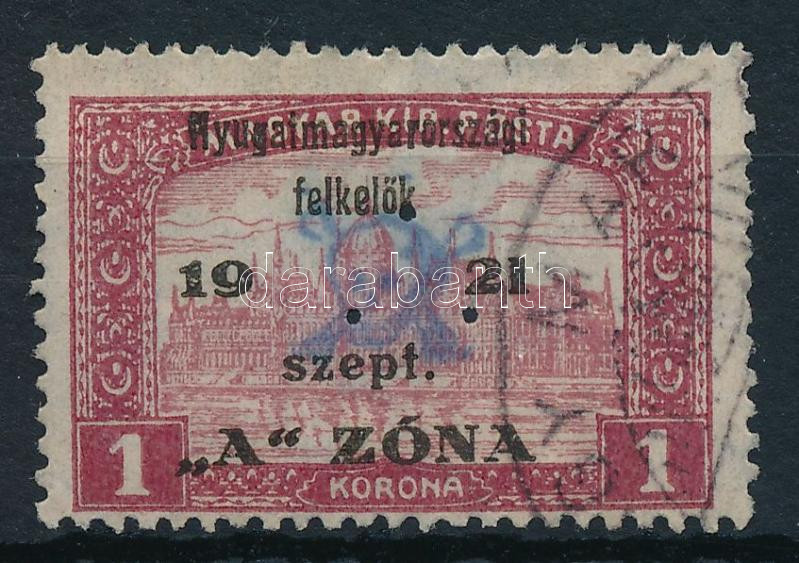 MAGYAR KIR. POSTA
Nyugatmagyarországi
felkelők
19 21
szept.
„A“ ZÓNA
1 KORONA 1
darabanth